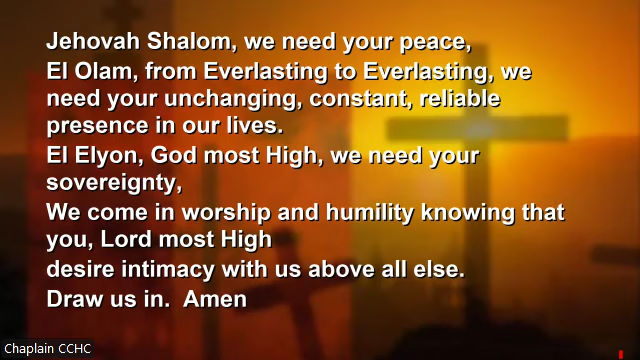 Jehovah Shalom, we need your peace,
El Olam, from Everlasting to Everlasting, we
need your unchanging, constant, reliable
presence in our lives.
El Elyon, God most High, we need your
sovereignty,
We come in worship and humility knowing that
you, Lord most High
desire intimacy with us above all else.
Draw us in.  Amen
Chaplain CCHC